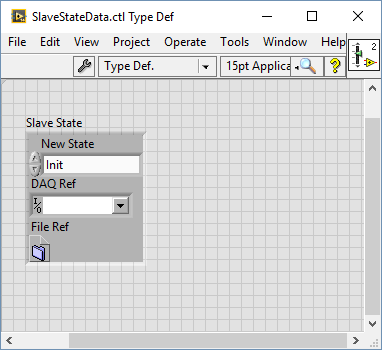 SlaveStateData.ctl Type Def
File Edit View Project Operate Tools Window Help
Type Def. 15pt Applica ?
2
Slave State
New State
Init
DAQ Ref
I/O
File Ref